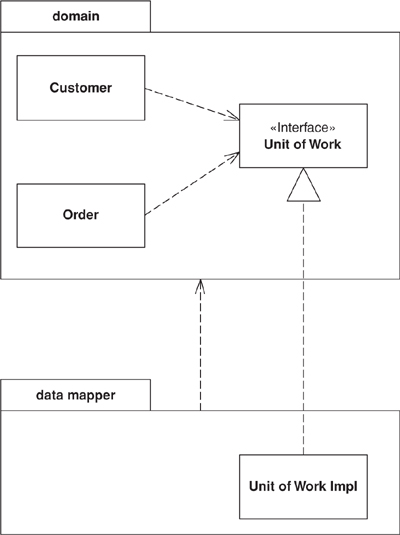 domain
Customer
«Interface»
Unit of Work
Order
data mapper
Unit of Work Impl